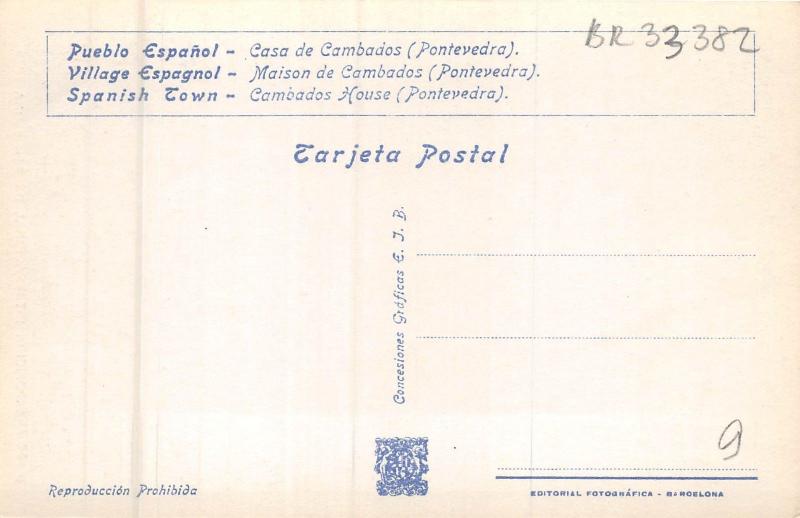 BR 33382
Pueblo Español - Casa de Cambados (Pontevedra).
Village Espagnol - Maison de Cambados (Pontevedra).
Spanish Town - Cambados House (Pontevedra).
Tarjeta Postal
Concesiones Gráficas E. I. B.
9
Reproducción Prohibida
EDITORIAL FOTOGRÁFICA - BARCELONA